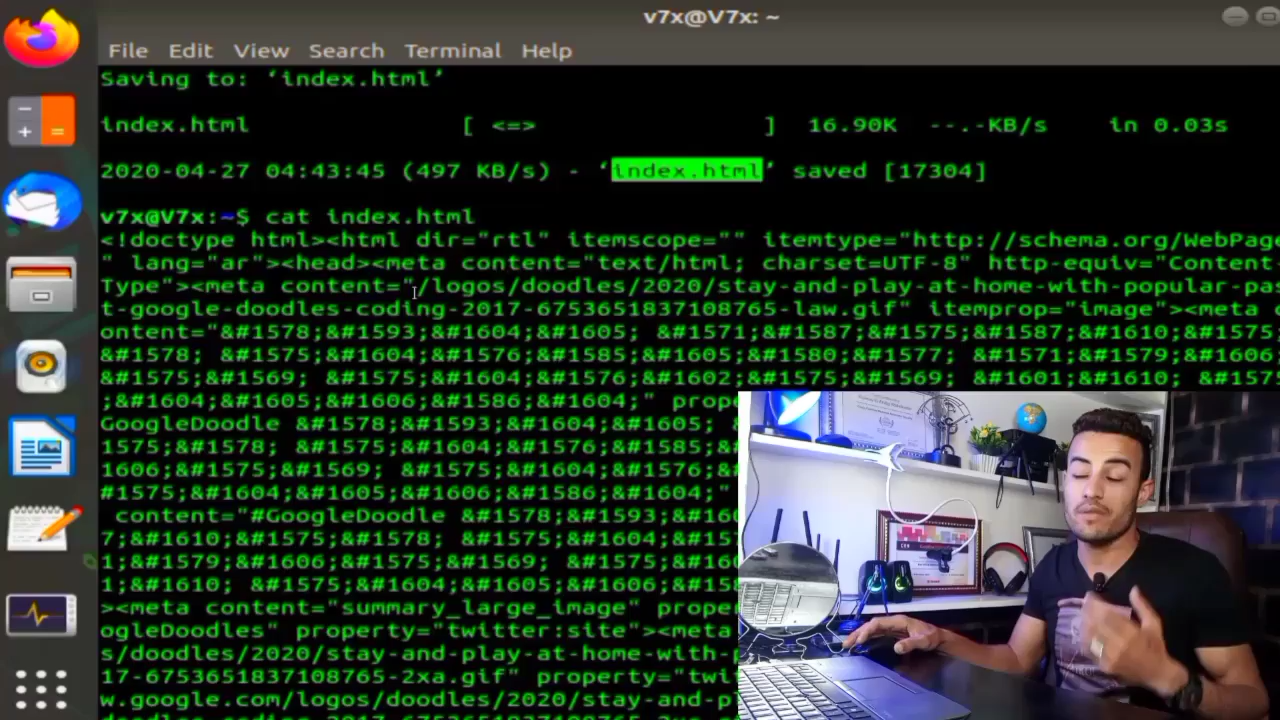 v7x@V7x: ~
File Edit View Search Terminal Help
Saving to: ‘index.html’
index.html [ <=> ] 16.90K --.-KB/s in 0.03s
2020-04-27 04:43:45 (497 KB/s) - ‘index.html’ saved [17304]
v7x@V7x:~$ cat index.html
<!doctype html><html dir="rtl" itemscope="" itemtype="http://schema.org/WebPage
" lang="ar"><head><meta content="text/html; charset=UTF-8" http-equiv="Content-
Type"><meta content="/logos/doodles/2020/stay-and-play-at-home-with-popular-pas
t-google-doodles-coding-2017-6753651837108765-law.gif" itemprop="image"><meta c
ontent="&#1578;&#1593;&#1604;&#1605; &#1571;&#1575;&#1587;&#1610;&#1575;
&#1578; &#1575;&#1604;&#1576;&#1585;&#1605;&#1580;&#1577; &#1571;&#1579;&#1606;
&#1575;&#1569; &#1575;&#1604;&#1576;&#1602;&#1575;&#1569; &#1601;&#1610; &#1575
;&#1604;&#1605;&#1606;&#1586;&#1604;" prope
GoogleDoodle &#1578;&#1593;&#1604;&#1605; &
1575;&#1578; &#1575;&#1604;&#1576;&#1585;&#
1606;&#1575;&#1569; &#1575;&#1604;&#1576;&#
#1575;&#1604;&#1605;&#1606;&#1586;&#1604;"
content="#GoogleDoodle &#1578;&#1593;&#160
7;&#1610;&#1575;&#1578; &#1575;&#1604;&#157
1;&#1579;&#1606;&#1575;&#1569; &#1575;&#160
1;&#1610; &#1575;&#1604;&#1605;&#1606;&#158
><meta content="summary_large_image" proper
ogleDoodles" property="twitter:site"><meta
s/doodles/2020/stay-and-play-at-home-with-p
17-6753651837108765-2xa.gif" property="twit
w.google.com/logos/doodles/2020/stay-and-pl